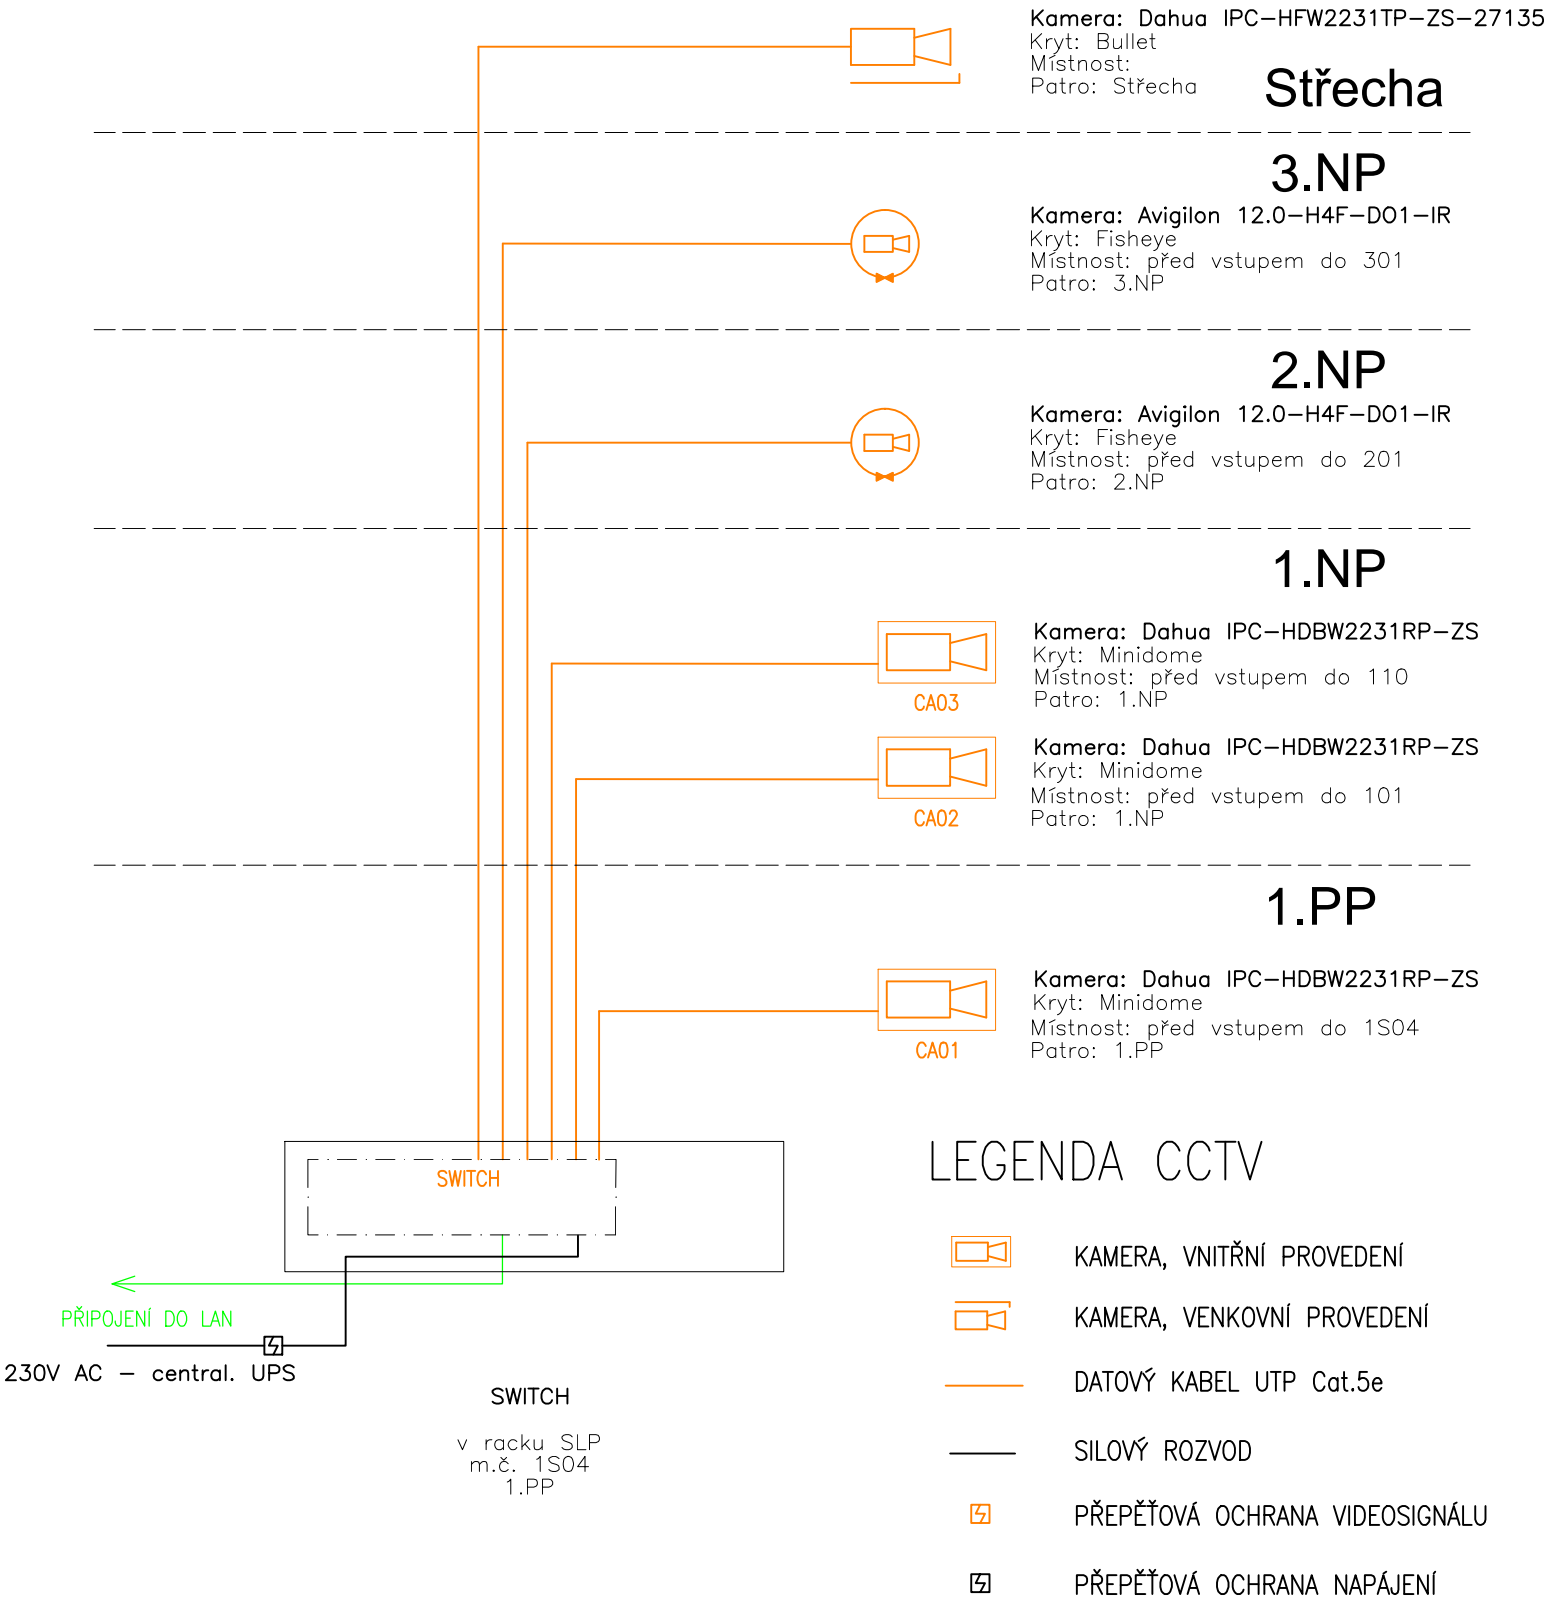 Kamera: Dahua IPC-HFW2231TP-ZS-27135
Kryt: Bullet
Místnost:
Patro: Střecha
Střecha
3.NP
Kamera: Avigilon 12.0-H4F-DO1-IR
Kryt: Fisheye
Místnost: před vstupem do 301
Patro: 3.NP
2.NP
Kamera: Avigilon 12.0-H4F-DO1-IR
Kryt: Fisheye
Místnost: před vstupem do 201
Patro: 2.NP
1.NP
Kamera: Dahua IPC-HDBW2231RP-ZS
Kryt: Minidome
Místnost: před vstupem do 110
Patro: 1.NP
CA03
Kamera: Dahua IPC-HDBW2231RP-ZS
Kryt: Minidome
Místnost: před vstupem do 101
Patro: 1.NP
CA02
1.PP
Kamera: Dahua IPC-HDBW2231RP-ZS
Kryt: Minidome
Místnost: před vstupem do 1S04
Patro: 1.PP
CA01
SWITCH
PŘIPOJENÍ DO LAN
230V AC - central. UPS
SWITCH
v racku SLP
m.č. 1S04
1.PP
LEGENDA CCTV
KAMERA, VNITŘNÍ PROVEDENÍ
KAMERA, VENKOVNÍ PROVEDENÍ
DATOVÝ KABEL UTP Cat.5e
SILOVÝ ROZVOD
PŘEPĚŤOVÁ OCHRANA VIDEOSIGNÁLU
PŘEPĚŤOVÁ OCHRANA NAPÁJENÍ